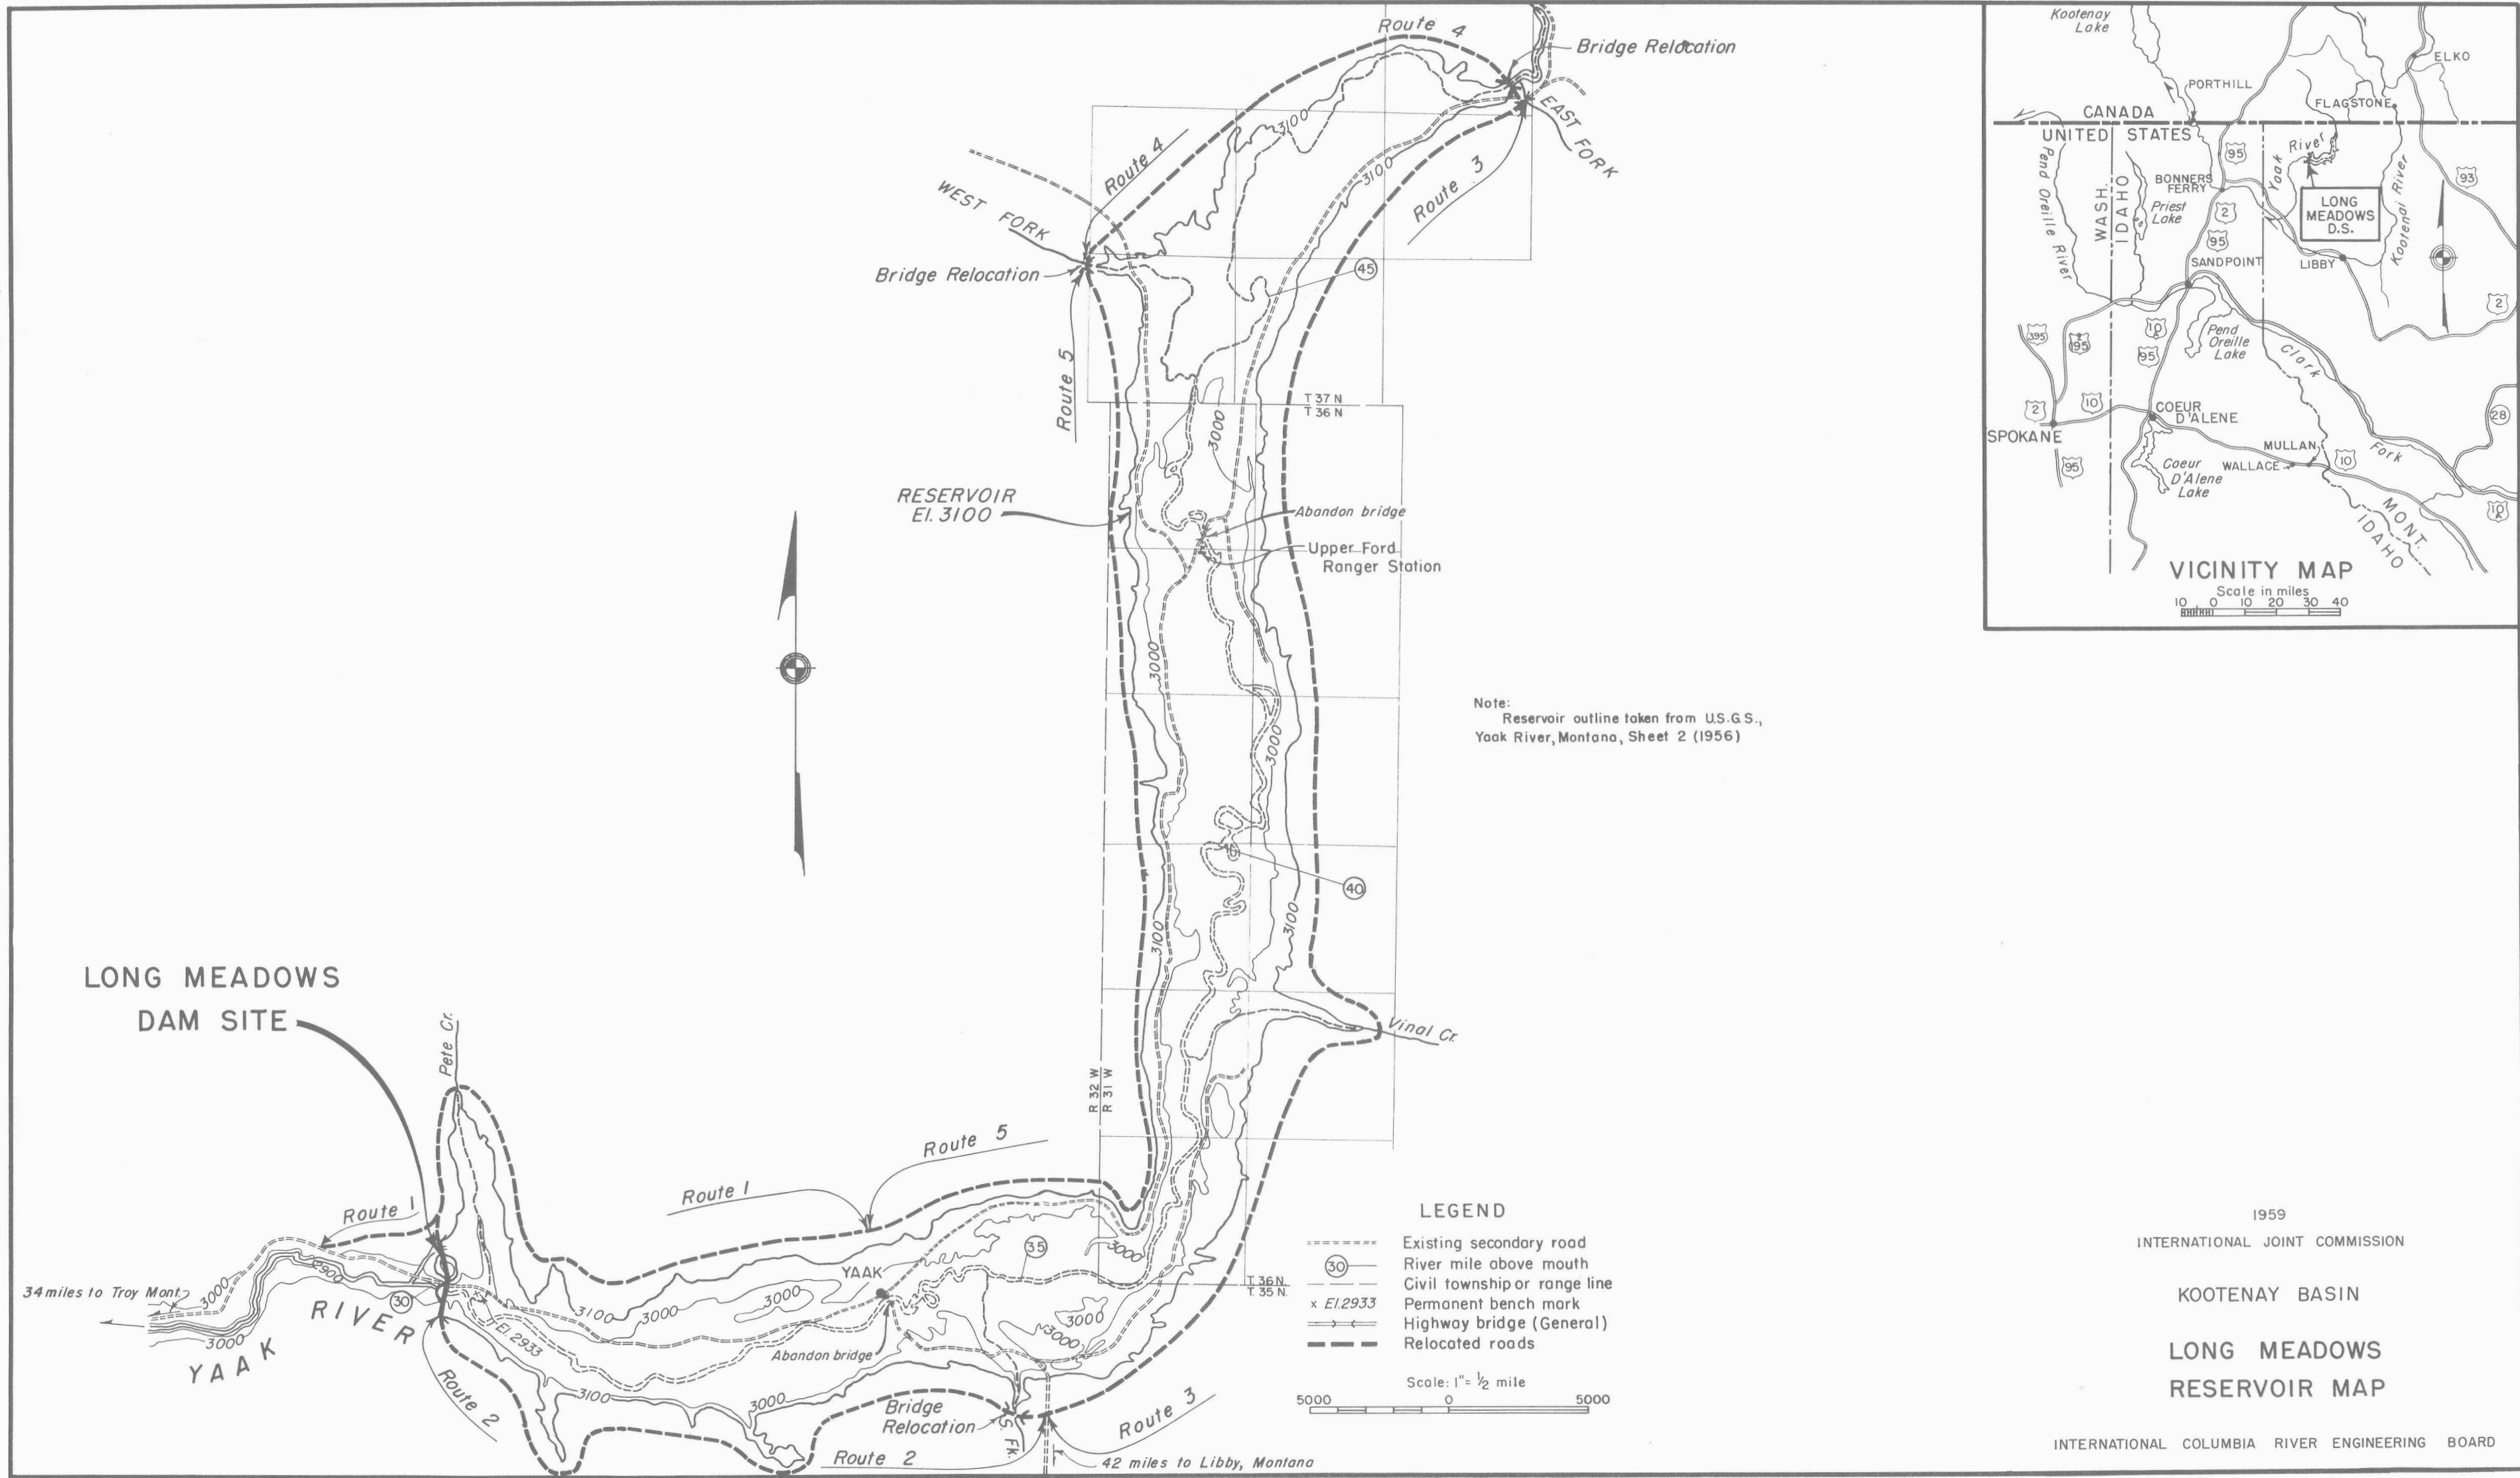 Route 4
Bridge Relocation
EAST FORK
3100
Route 4
3100
Route 3
WEST FORK
Bridge Relocation
45
Route 5
T 37 N
T 36 N
3000
RESERVOIR
El. 3100
Abandon bridge
Upper Ford
Ranger Station
3000
3000
Note:
Reservoir outline taken from U.S.G.S.,
Yaak River, Montana, Sheet 2 (1956)
40
3100
3100
LONG MEADOWS
DAM SITE
Pete Cr.
Vinal Cr.
R 32 W
R 31 W
Route 5
Route 1
Route 1
35
3000
YAAK
T. 36 N.
T. 35 N.
34 miles to Troy Mont.
3000
2900
30
3100
3000
3000
3000
3000
3000
YAAK RIVER
El. 2933
Abandon bridge
Route 2
3100
3000
Bridge
Relocation
S. Fk.
Route 3
Route 2
42 miles to Libby, Montana
LEGEND
Existing secondary road
30 River mile above mouth
Civil township or range line
x El. 2933 Permanent bench mark
Highway bridge (General)
Relocated roads
Scale: 1"= 1/2 mile
5000 0 5000
Kootenay
Lake
ELKO
PORTHILL
FLAGSTONE
CANADA
UNITED STATES
Pend Oreille River
WASH.
IDAHO
95
Yaak River
93
BONNERS
FERRY
Priest
Lake
2
LONG
MEADOWS
D.S.
Kootenai River
95
SANDPOINT
LIBBY
2
395
2
195
10
A
95
Pend
Oreille
Lake
Clark Fork
2
10
COEUR
D'ALENE
28
SPOKANE
MULLAN
WALLACE
10
95
Coeur
D'Alene
Lake
MONT.
IDAHO
10
A
VICINITY MAP
Scale in miles
10 0 10 20 30 40
1959
INTERNATIONAL JOINT COMMISSION
KOOTENAY BASIN
LONG MEADOWS
RESERVOIR MAP
INTERNATIONAL COLUMBIA RIVER ENGINEERING BOARD